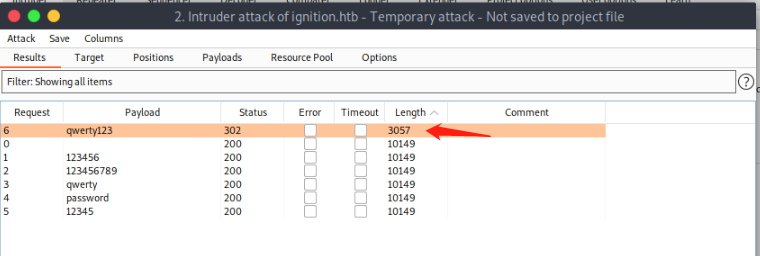 2. Intruder attack of ignition.htb - Temporary attack - Not saved to project file
Attack Save Columns
Results Target Positions Payloads Resource Pool Options
Filter: Showing all items
Request Payload Status Error Timeout Length Comment
6 qwerty123 302 3057
0 200 10149
1 123456 200 10149
2 123456789 200 10149
3 qwerty 200 10149
4 password 200 10149
5 12345 200 10149